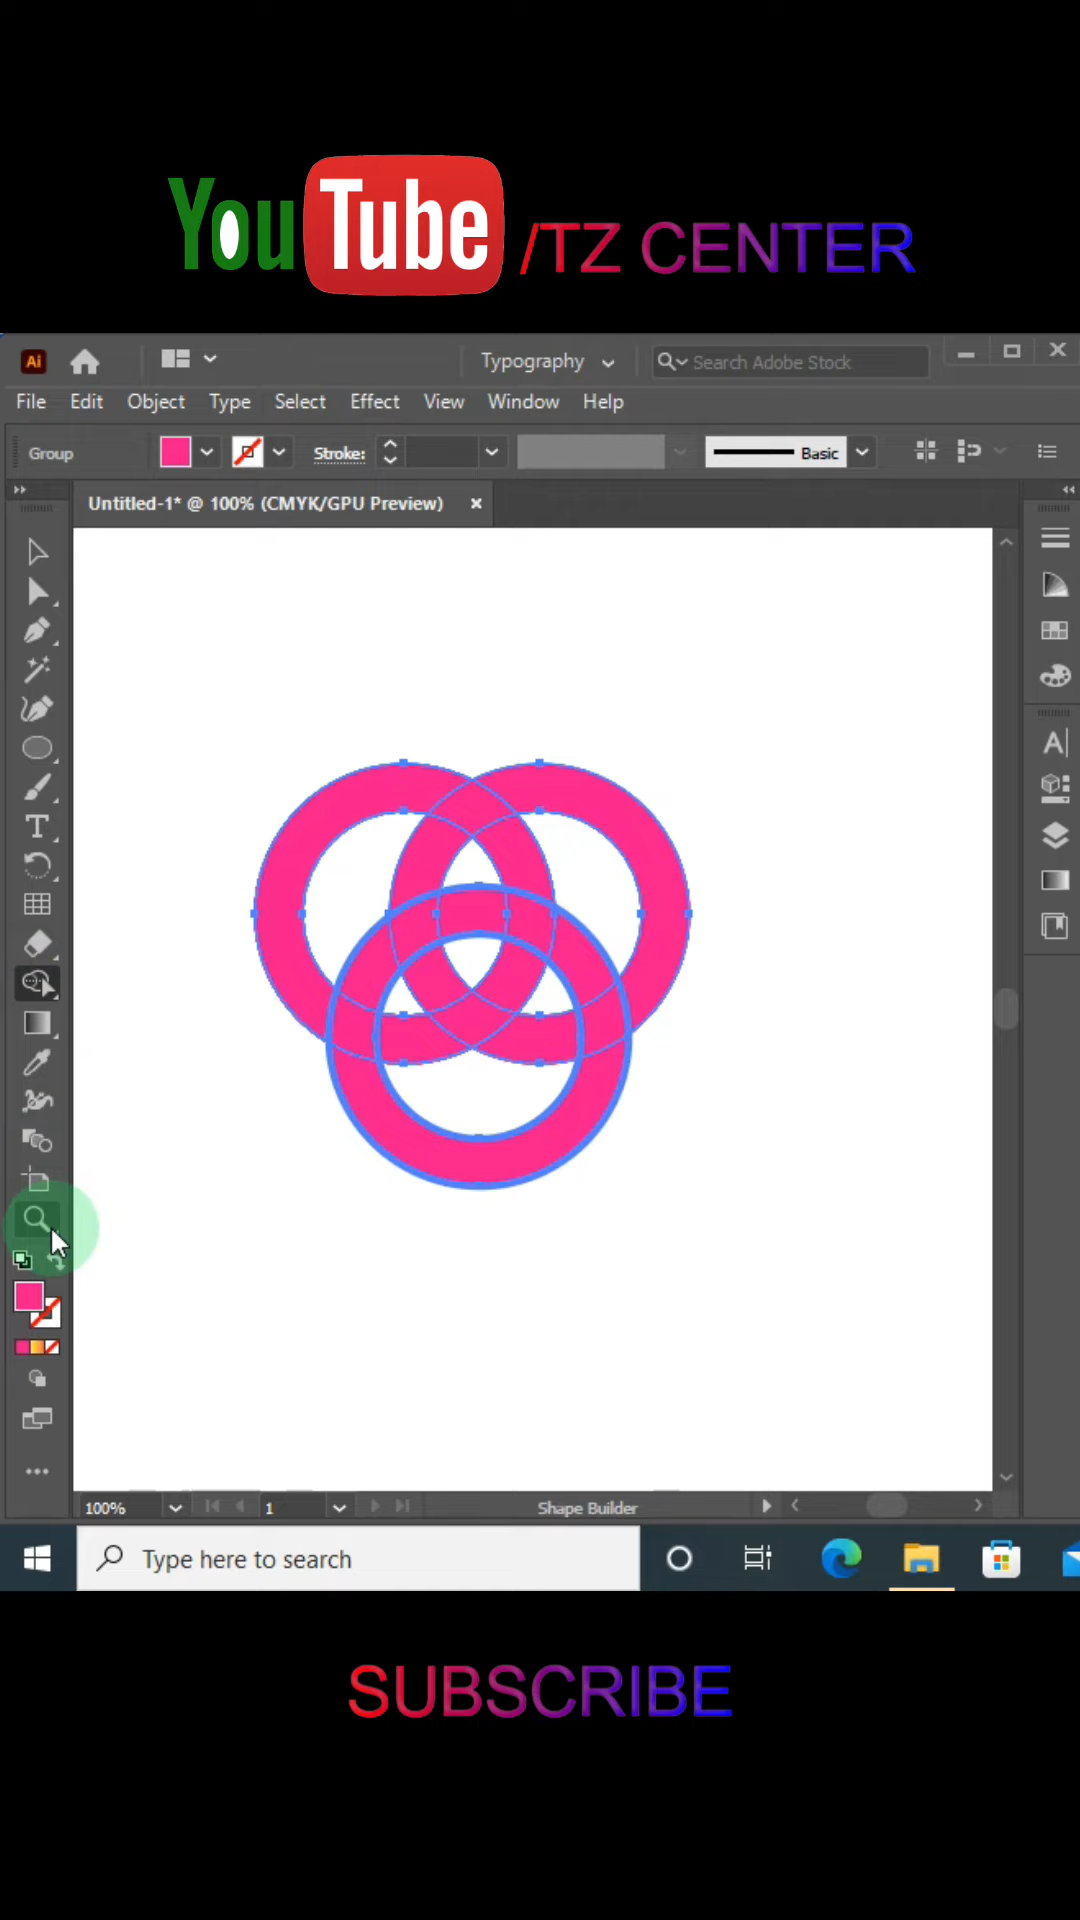 YouTube /TZ CENTER
Ai
Typography
Search Adobe Stock
File Edit Object Type Select Effect View Window Help
Group
Stroke:
Basic
Untitled-1* @ 100% (CMYK/GPU Preview)
100%
1
Shape Builder
Type here to search
SUBSCRIBE